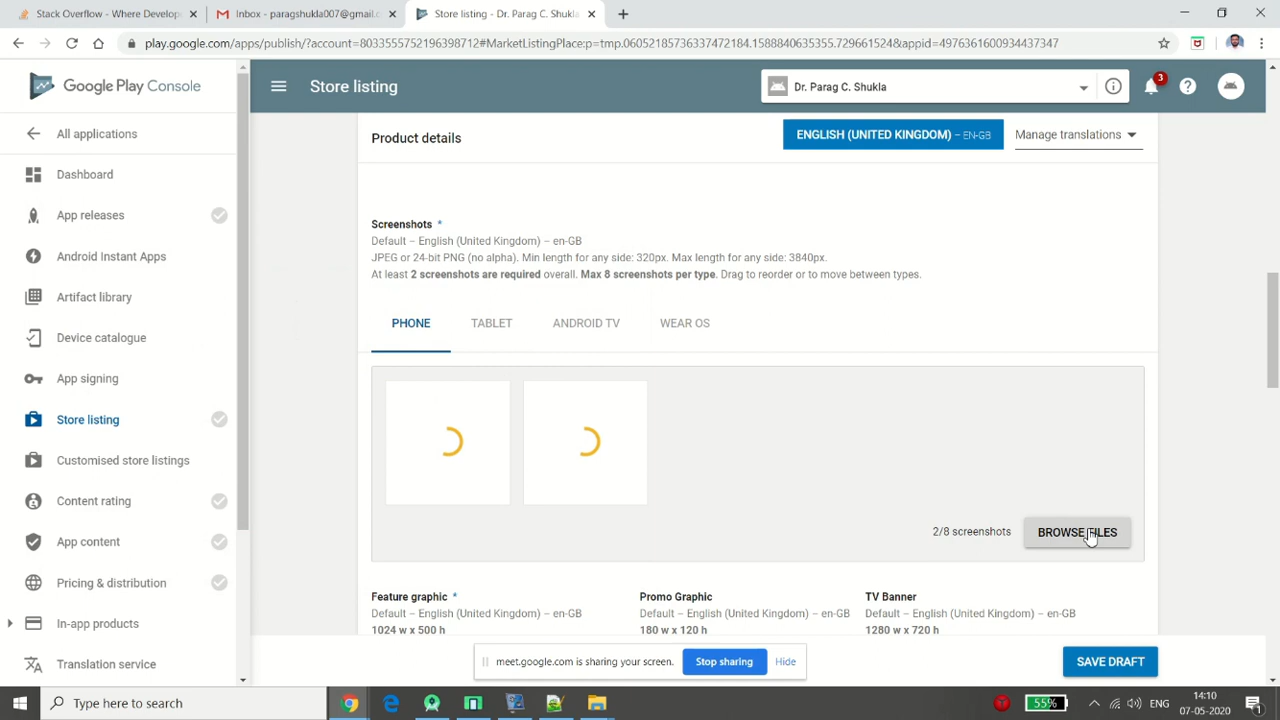 Stack Overflow - Where Develop
Inbox - paragshukla007@gmail.c
Store listing - Dr. Parag C. Shukla
play.google.com/apps/publish/?account=8033555752196398712#MarketListingPlace:p=tmp.06052185736337472184.1588840635355.729661524&appid=4976361600934437347
Google Play Console
Store listing
Dr. Parag C. Shukla
3
All applications
Dashboard
App releases
Android Instant Apps
Artifact library
Device catalogue
App signing
Store listing
Customised store listings
Content rating
App content
Pricing & distribution
In-app products
Translation service
Product details
ENGLISH (UNITED KINGDOM) – EN-GB
Manage translations
Screenshots *
Default – English (United Kingdom) – en-GB
JPEG or 24-bit PNG (no alpha). Min length for any side: 320px. Max length for any side: 3840px.
At least 2 screenshots are required overall. Max 8 screenshots per type. Drag to reorder or to move between types.
PHONE TABLET ANDROID TV WEAR OS
2/8 screenshots
BROWSE FILES
Feature graphic *
Default – English (United Kingdom) – en-GB
1024 w x 500 h
Promo Graphic
Default – English (United Kingdom) – en-GB
180 w x 120 h
TV Banner
Default – English (United Kingdom) – en-GB
1280 w x 720 h
meet.google.com is sharing your screen.
Stop sharing
Hide
SAVE DRAFT
Type here to search
55%
ENG
14:10
07-05-2020
1